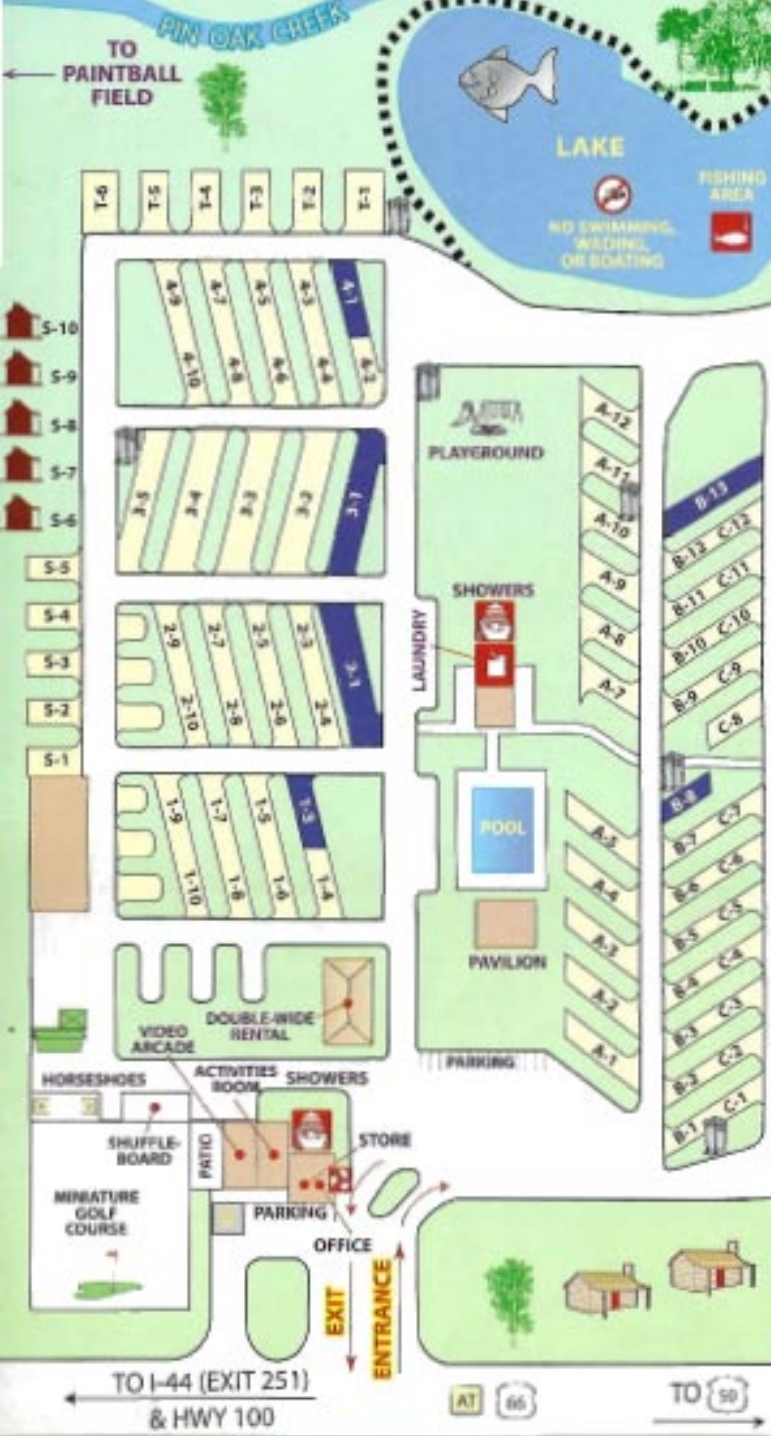 PIN OAK CREEK
TO
PAINTBALL
FIELD
LAKE
FISHING
AREA
NO SWIMMING,
WADING,
OR BOATING
T-6
T-5
T-4
T-3
T-2
T-1
4-9
4-7
4-5
4-3
4-1
4-10
4-8
4-6
4-4
4-2
S-10
S-9
S-8
S-7
S-6
S-5
S-4
S-3
S-2
S-1
3-5
3-4
3-3
3-2
3-1
2-9
2-7
2-5
2-3
2-1
2-10
2-8
2-6
2-4
1-9
1-7
1-5
1-3
1-10
1-8
1-6
1-4
PLAYGROUND
SHOWERS
LAUNDRY
POOL
PAVILION
PARKING
A-12
A-11
A-10
A-9
A-8
A-7
A-5
A-4
A-3
A-2
A-1
B-13
B-12 C-12
B-11 C-11
B-10 C-10
B-9 C-9
C-8
B-8
B-7 C-7
B-6 C-6
B-5 C-5
B-4 C-4
B-3 C-3
B-2 C-2
B-1 C-1
DOUBLE-WIDE
RENTAL
VIDEO
ARCADE
ACTIVITIES
ROOM
SHOWERS
HORSESHOES
SHUFFLE-
BOARD
PATIO
STORE
MINIATURE
GOLF
COURSE
PARKING
OFFICE
EXIT
ENTRANCE
TO I-44 (EXIT 251)
& HWY 100
AT 66
TO 50